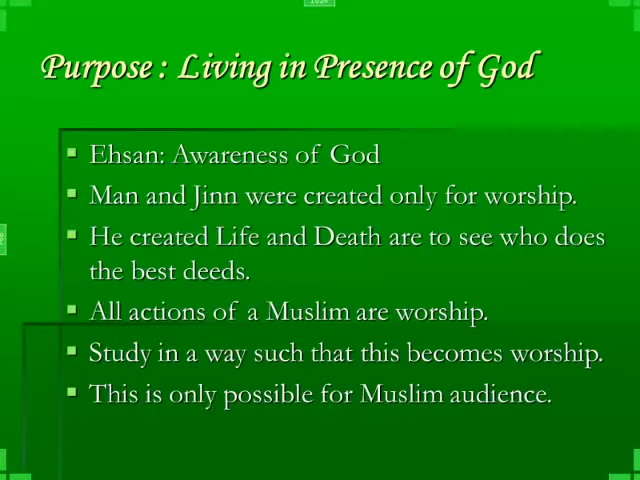 1024
Purpose : Living in Presence of God
Ehsan: Awareness of God
Man and Jinn were created only for worship.
He created Life and Death are to see who does
the best deeds.
All actions of a Muslim are worship.
Study in a way such that this becomes worship.
This is only possible for Muslim audience.